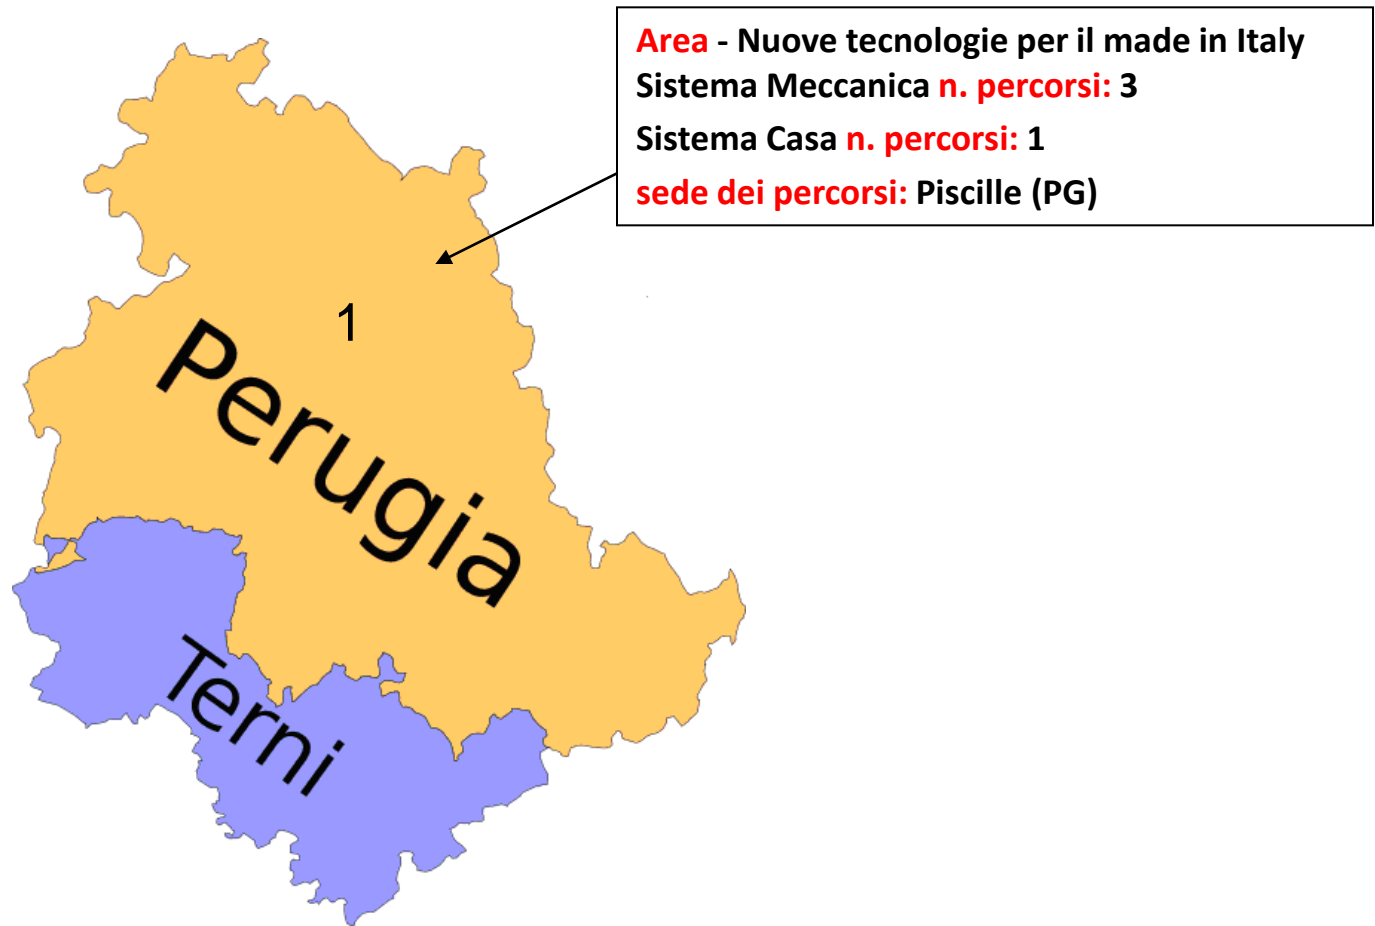 Area - Nuove tecnologie per il made in Italy
Sistema Meccanica n. percorsi: 3
Sistema Casa n. percorsi: 1
sede dei percorsi: Piscille (PG)
1
Perugia
Terni